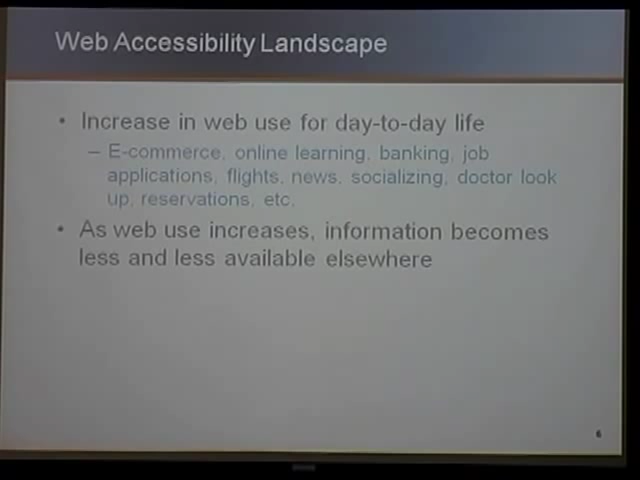 Web Accessibility Landscape
• Increase in web use for day-to-day life
– E-commerce, online learning, banking, job
applications, flights, news, socializing, doctor look
up, reservations, etc.
• As web use increases, information becomes
less and less available elsewhere
6